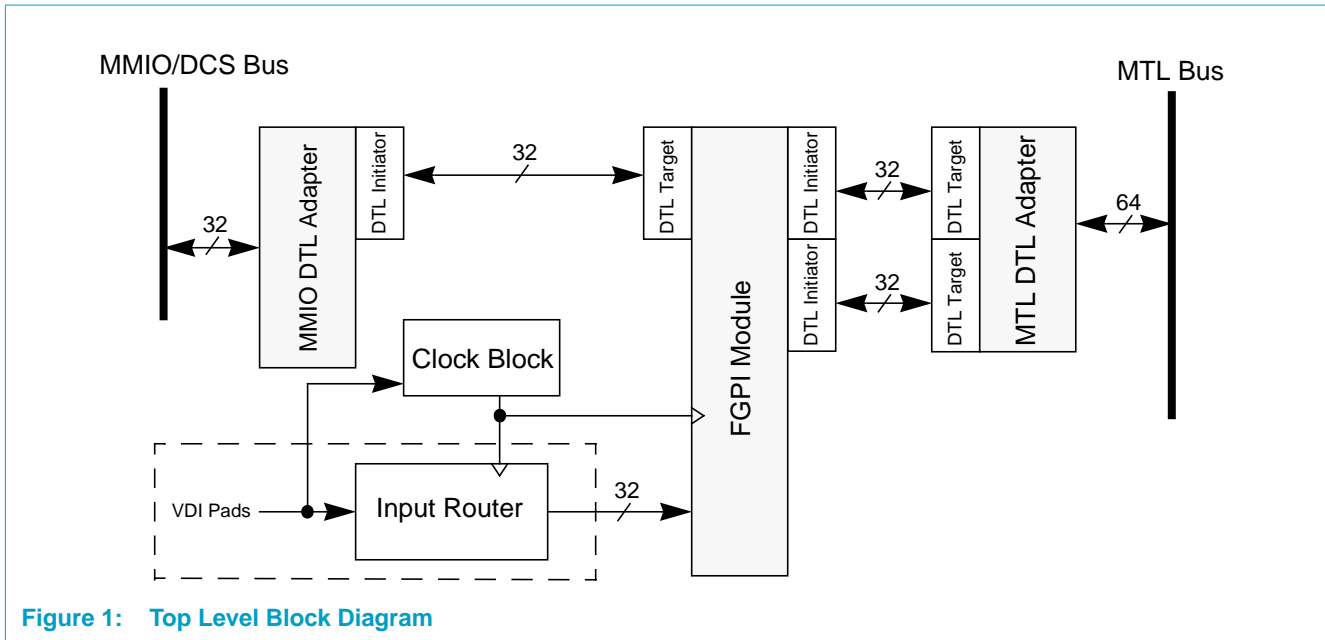 MMIO/DCS Bus
MTL Bus
32
MMIO DTL Adapter
DTL Initiator
32
DTL Target
FGPI Module
DTL Initiator
DTL Initiator
32
32
DTL Target
DTL Target
MTL DTL Adapter
64
Clock Block
VDI Pads
Input Router
32
Figure 1: Top Level Block Diagram